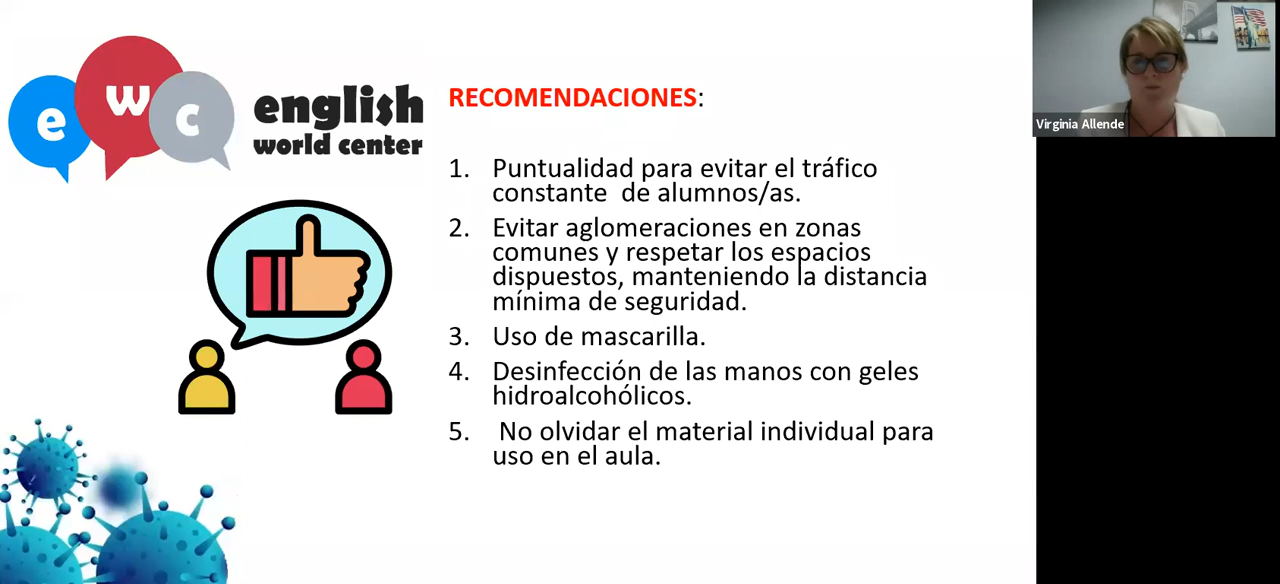 e w c
english
world center
RECOMENDACIONES:
1. Puntualidad para evitar el tráfico
constante de alumnos/as.
2. Evitar aglomeraciones en zonas
comunes y respetar los espacios
dispuestos, manteniendo la distancia
mínima de seguridad.
3. Uso de mascarilla.
4. Desinfección de las manos con geles
hidroalcohólicos.
5. No olvidar el material individual para
uso en el aula.
Virginia Allende